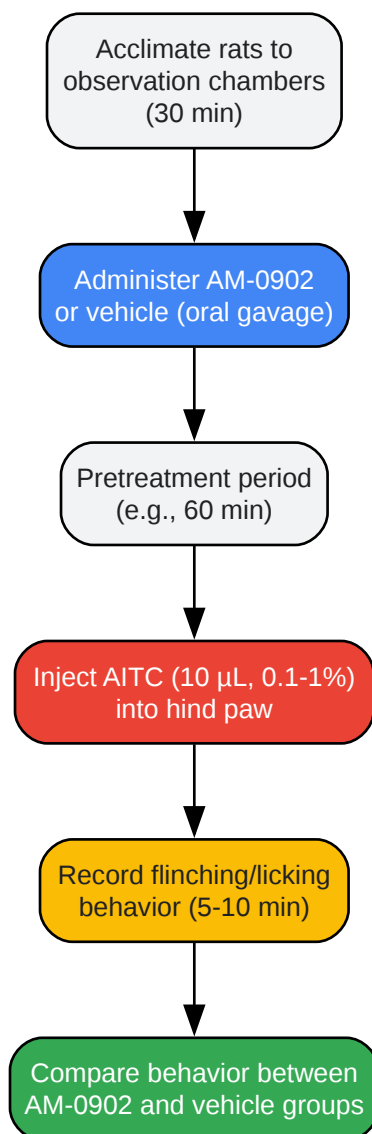 Acclimate rats to
observation chambers
(30 min)
Administer AM-0902
or vehicle (oral gavage)
Pretreatment period
(e.g., 60 min)
Inject AITC (10 µL, 0.1-1%)
into hind paw
Record flinching/licking
behavior (5-10 min)
Compare behavior between
AM-0902 and vehicle groups